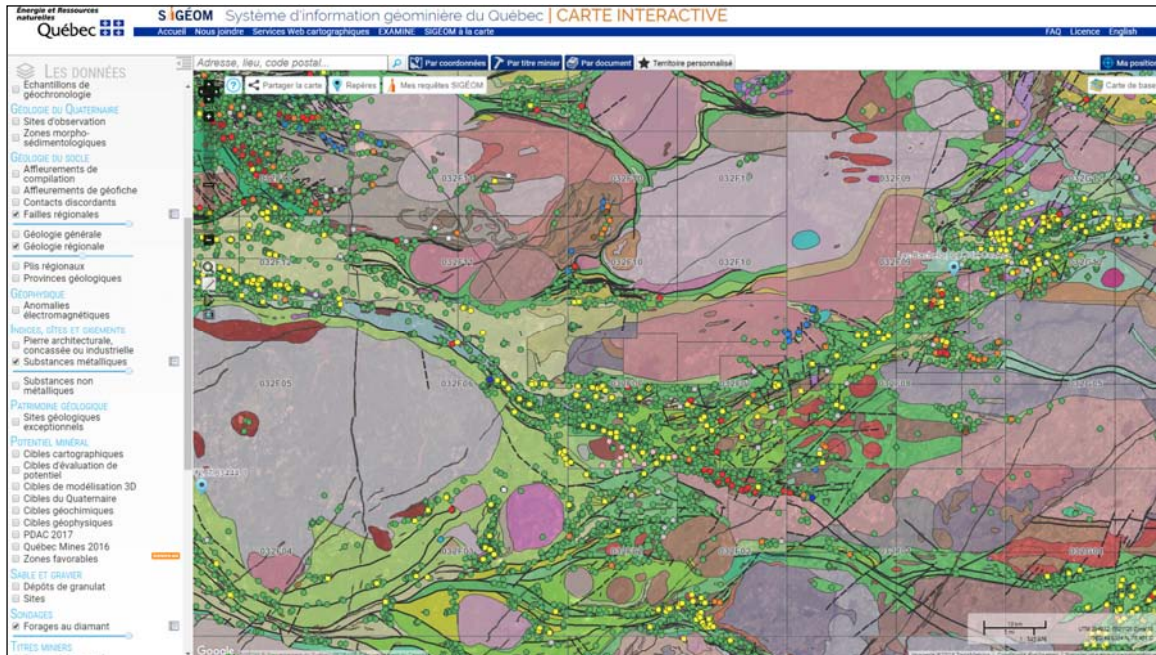 Énergie et Ressources
naturelles
Québec
SIGÉOM Système d'information géominière du Québec | CARTE INTERACTIVE
Accueil Nous joindre Services Web cartographiques EXAMINE SIGÉOM à la carte
FAQ Licence English
LES DONNÉES
Adresse, lieu, code postal...
Par coordonnées
Par titre minier
Par document
Territoire personnalisé
Ma position
? Partager la carte
Repères
Mes requêtes SIGÉOM
Carte de base
Échantillons de
géochronologie
GÉOLOGIE DU QUATERNAIRE
Sites d'observation
Zones morpho-
sédimentologiques
GÉOLOGIE DU SOCLE
Affleurements de
compilation
Affleurements de géofiche
Contacts discordants
Failles régionales
Géologie générale
Géologie régionale
Plis régionaux
Provinces géologiques
GÉOPHYSIQUE
Anomalies
électromagnétiques
INDICES, GÎTES ET GISEMENTS
Pierre architecturale,
concassée ou industrielle
Substances métalliques
Substances non
métalliques
PATRIMOINE GÉOLOGIQUE
Sites géologiques
exceptionnels
POTENTIEL MINÉRAL
Cibles cartographiques
Cibles d'évaluation de
potentiel
Cibles de modélisation 3D
Cibles du Quaternaire
Cibles géochimiques
Cibles géophysiques
PDAC 2017
Québec Mines 2016
Zones favorables
SABLE ET GRAVIER
Dépôts de granulat
Sites
SONDAGES
Forages au diamant
TITRES MINIERS
032F12
032F11
032F10
032F10
032F09
032F05
032F06
032F04
032F03
032F02
032G05
Google